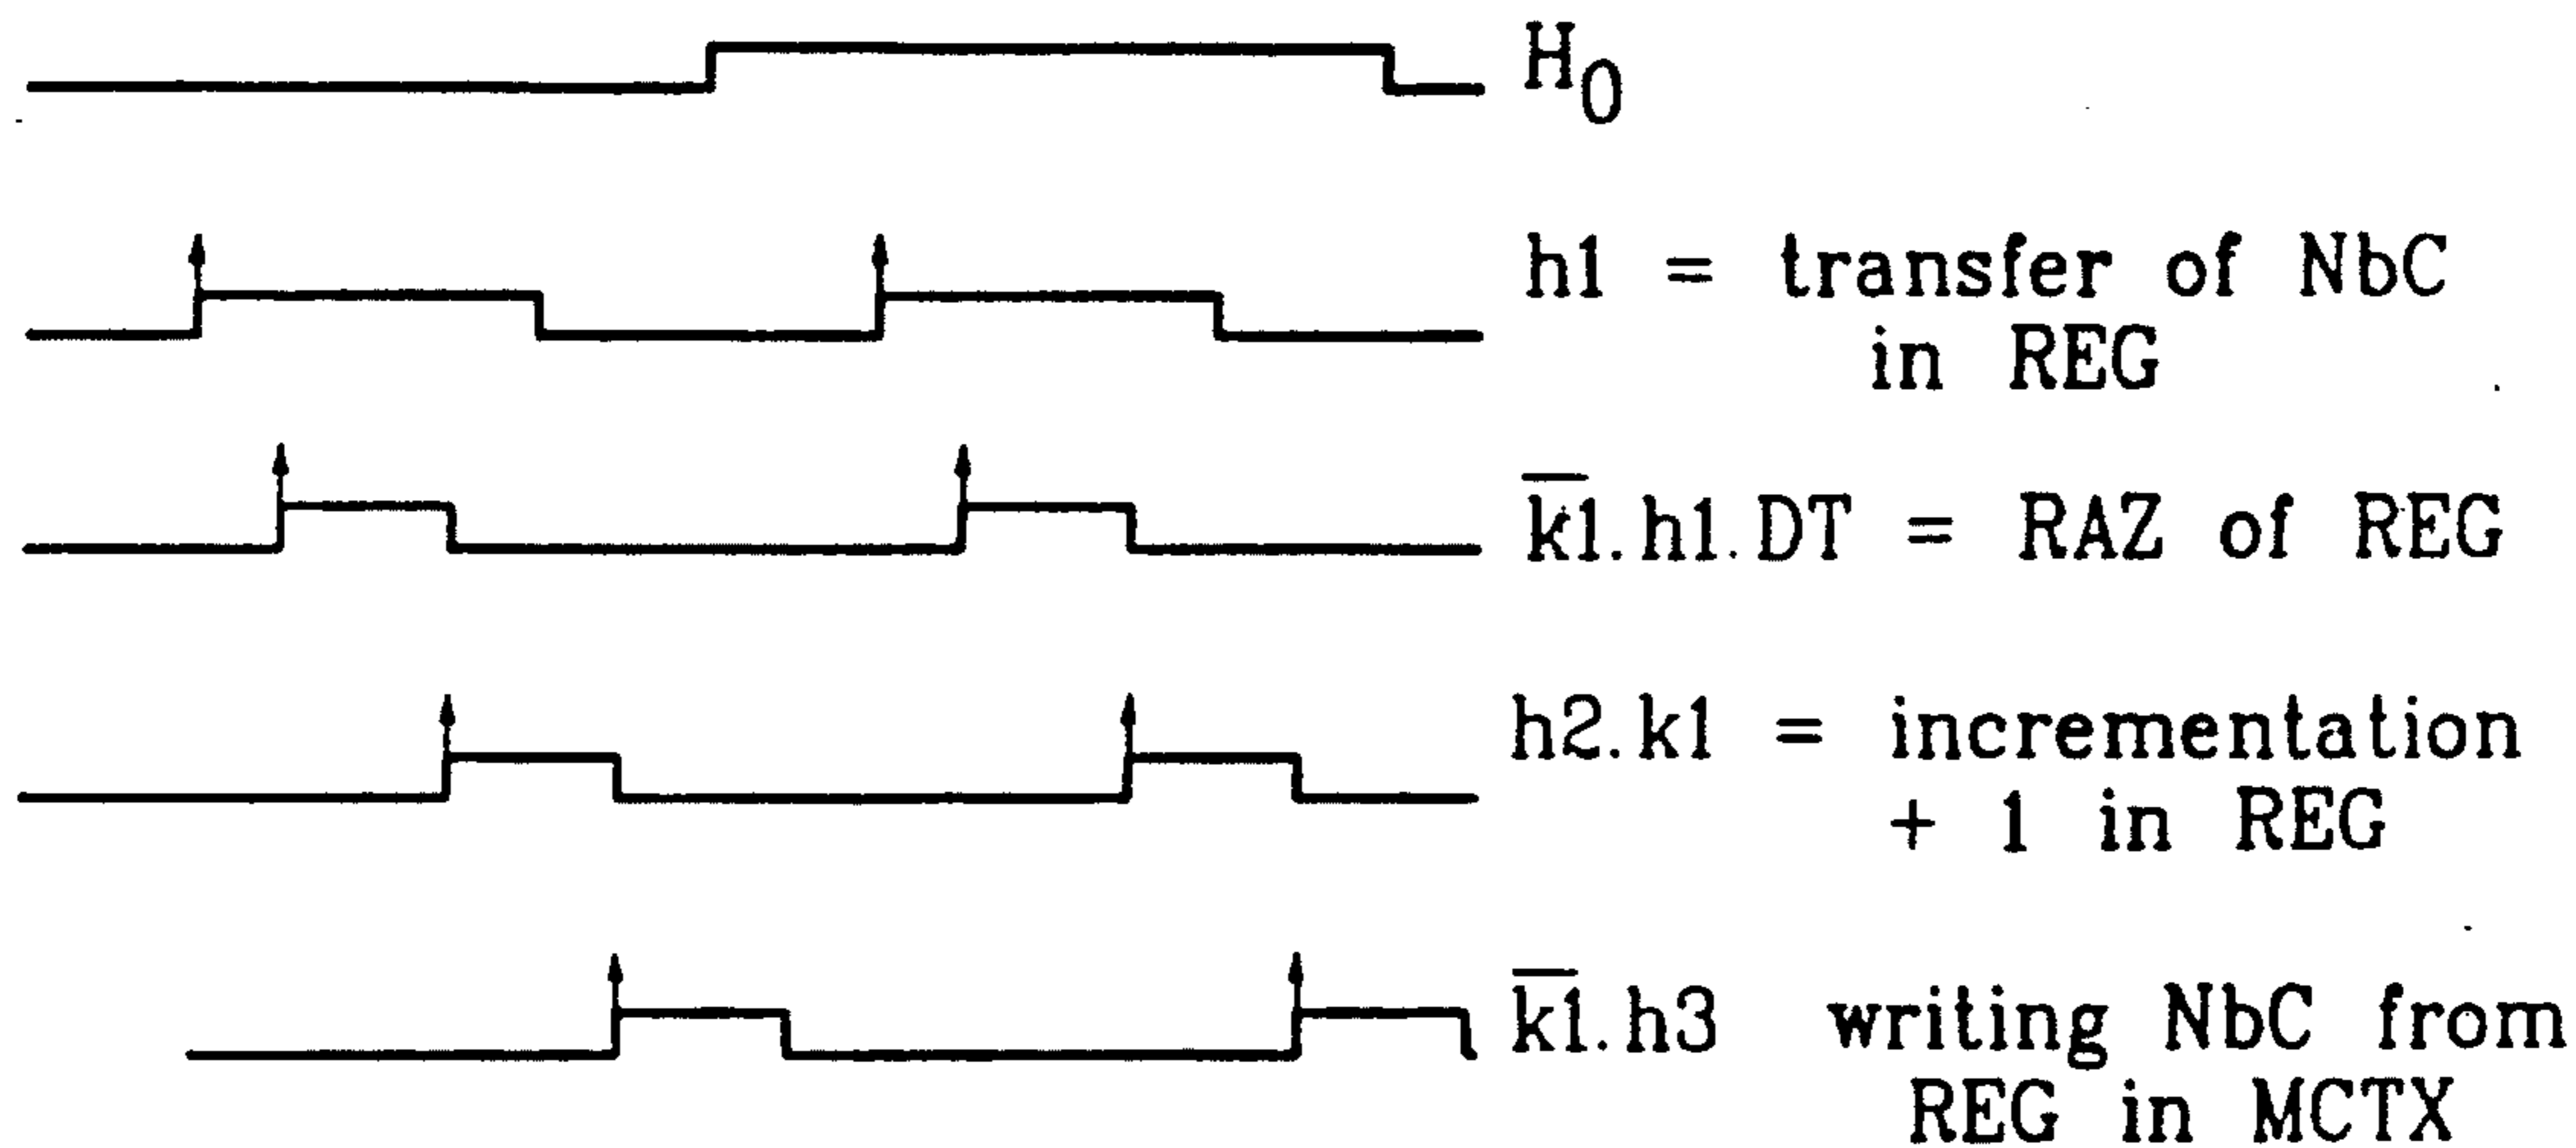 H₀
h1 = transfer of NbC
in REG
k̅1.h1.DT = RAZ of REG
h2.k1 = incrementation
+ 1 in REG
k̅1.h3 writing NbC from
REG in MCTX